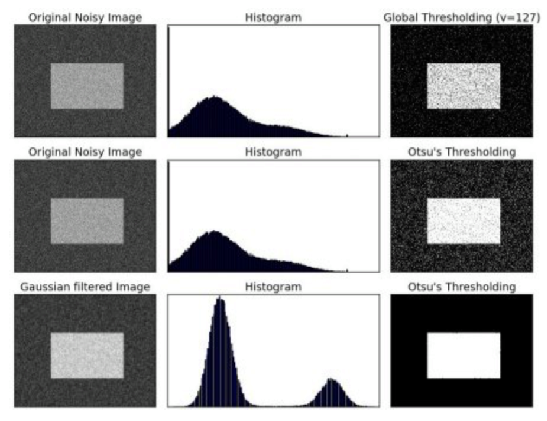 Original Noisy Image Histogram Global Thresholding (v=127)
Original Noisy Image Histogram Otsu's Thresholding
Gaussian filtered Image Histogram Otsu's Thresholding